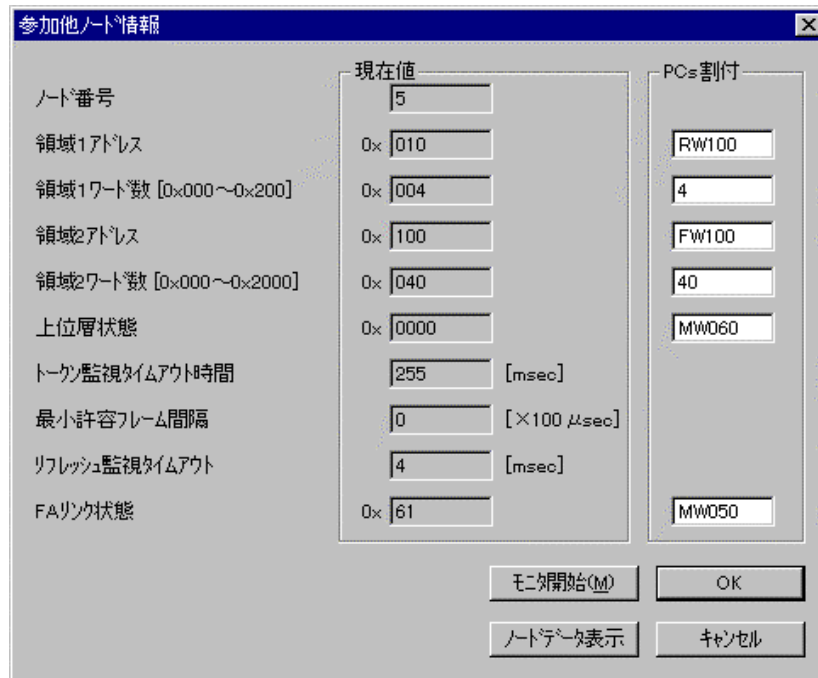 参加他ノード情報
現在値 PCs割付
ノード番号 5
領域1アドレス 0x 010 RW100
領域1ワード数 [0x000～0x200] 0x 004 4
領域2アドレス 0x 100 FW100
領域2ワード数 [0x000～0x2000] 0x 040 40
上位層状態 0x 0000 MW060
トークン監視タイムアウト時間 255 [msec]
最小許容フレーム間隔 0 [×100 μsec]
リフレッシュ監視タイムアウト 4 [msec]
FAリンク状態 0x 61 MW050
モニタ開始(M) OK
ノードデータ表示 キャンセル